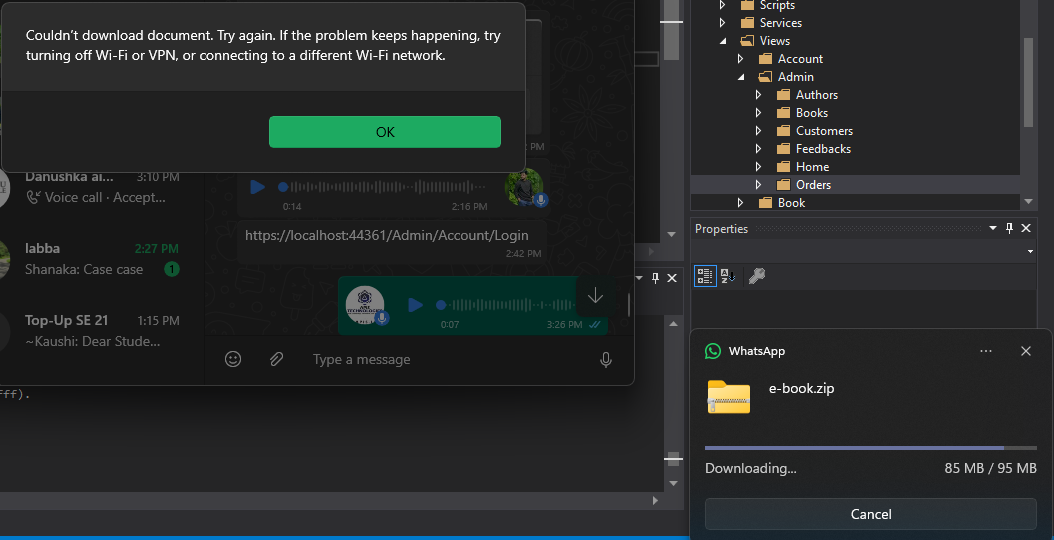 Couldn't download document. Try again. If the problem keeps happening, try
turning off Wi-Fi or VPN, or connecting to a different Wi-Fi network.
OK
PM
Danushka ai...
3:10 PM
Voice call · Accept...
0:14
2:16 PM
https://localhost:44361/Admin/Account/Login
2:42 PM
labba
2:27 PM
Shanaka: Case case
1
0:07
3:26 PM
Top-Up SE 21
1:15 PM
~Kaushi: Dear Stude...
Type a message
fff).
Scripts
Services
Views
Account
Admin
Authors
Books
Customers
Feedbacks
Home
Orders
Book
Properties
WhatsApp
e-book.zip
Downloading...
85 MB / 95 MB
Cancel